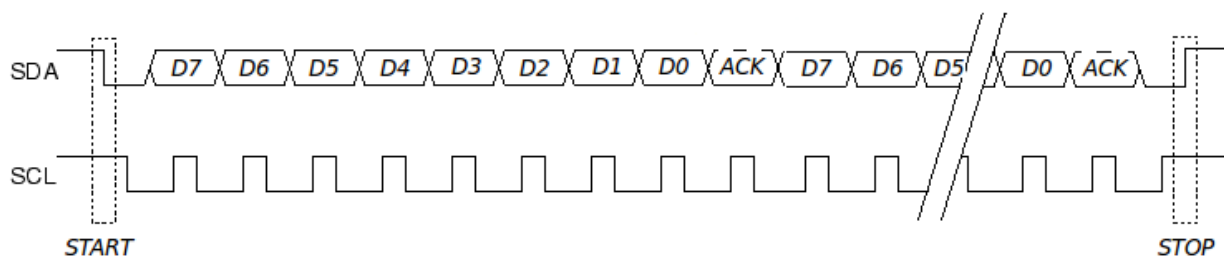 SDA D7 D6 D5 D4 D3 D2 D1 D0 ACK D7 D6 D5 D0 ACK
SCL
START STOP